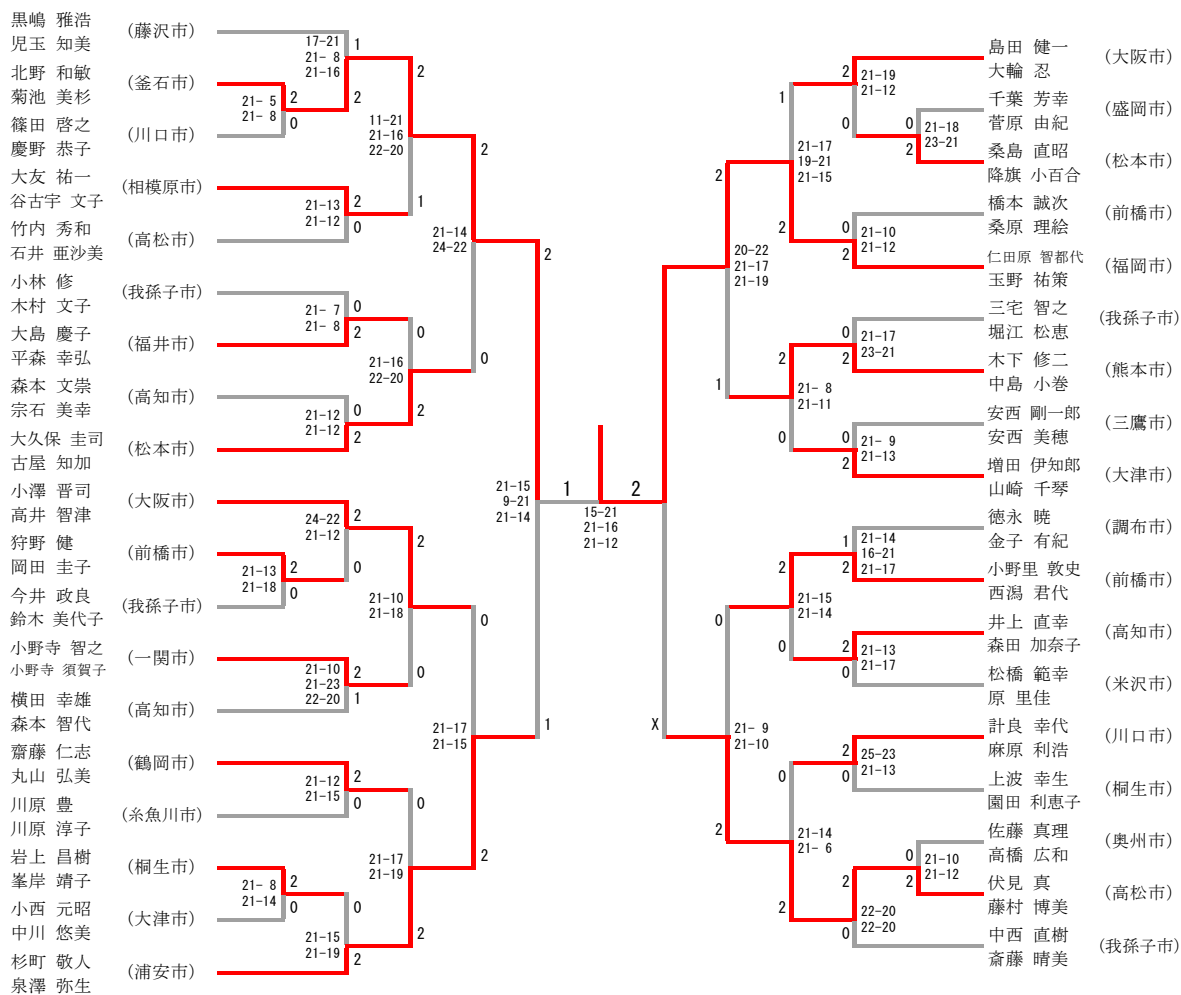 黒嶋 雅浩
児玉 知美
(藤沢市)
北野 和敏
菊池 美杉
(釜石市)
篠田 啓之
慶野 恭子
(川口市)
大友 祐一
谷古宇 文子
(相模原市)
竹内 秀和
石井 亜沙美
(高松市)
小林 修
木村 文子
(我孫子市)
大島 慶子
平森 幸弘
(福井市)
森本 文崇
宗石 美幸
(高知市)
大久保 圭司
古屋 知加
(松本市)
小澤 晋司
高井 智津
(大阪市)
狩野 健
岡田 圭子
(前橋市)
今井 政良
鈴木 美代子
(我孫子市)
小野寺 智之
小野寺 須賀子
(一関市)
横田 幸雄
森本 智代
(高知市)
齋藤 仁志
丸山 弘美
(鶴岡市)
川原 豊
川原 淳子
(糸魚川市)
岩上 昌樹
峯岸 靖子
(桐生市)
小西 元昭
中川 悠美
(大津市)
杉町 敬人
泉澤 弥生
(浦安市)
21- 5
21- 8
2
0
17-21
21- 8
21-16
1
2
21-13
21-12
2
0
11-21
21-16
22-20
2
1
21- 7
21- 8
0
2
21-12
21-12
0
2
21-16
22-20
0
2
21-14
24-22
2
0
21-13
21-18
2
0
24-22
21-12
2
0
21-10
21-23
22-20
2
1
21-10
21-18
2
0
21-12
21-15
2
0
21- 8
21-14
2
0
21-15
21-19
0
2
21-17
21-19
0
2
21-17
21-15
0
2
21-15
9-21
21-14
2
1
1
2
15-21
21-16
21-12
島田 健一
大輪 忍
(大阪市)
千葉 芳幸
菅原 由紀
(盛岡市)
桑島 直昭
降旗 小百合
(松本市)
橋本 誠次
桑原 理絵
(前橋市)
仁田原 智都代
玉野 祐策
(福岡市)
三宅 智之
堀江 松恵
(我孫子市)
木下 修二
中島 小巻
(熊本市)
安西 剛一郎
安西 美穂
(三鷹市)
増田 伊知郎
山崎 千琴
(大津市)
徳永 暁
金子 有紀
(調布市)
小野里 敦史
西潟 君代
(前橋市)
井上 直幸
森田 加奈子
(高知市)
松橋 範幸
原 里佳
(米沢市)
計良 幸代
麻原 利浩
(川口市)
上波 幸生
園田 利恵子
(桐生市)
佐藤 真理
高橋 広和
(奥州市)
伏見 真
藤村 博美
(高松市)
中西 直樹
斎藤 晴美
(我孫子市)
0
2
21-18
23-21
2
0
21-19
21-12
0
2
21-10
21-12
1
2
21-17
19-21
21-15
0
2
21-17
23-21
0
2
21- 9
21-13
2
0
21- 8
21-11
2
1
20-22
21-17
21-19
1
2
21-14
16-21
21-17
2
0
21-13
21-17
2
0
21-15
21-14
2
0
25-23
21-13
0
2
21-10
21-12
2
0
22-20
22-20
0
2
21-14
21- 6
0
2
21- 9
21-10
X